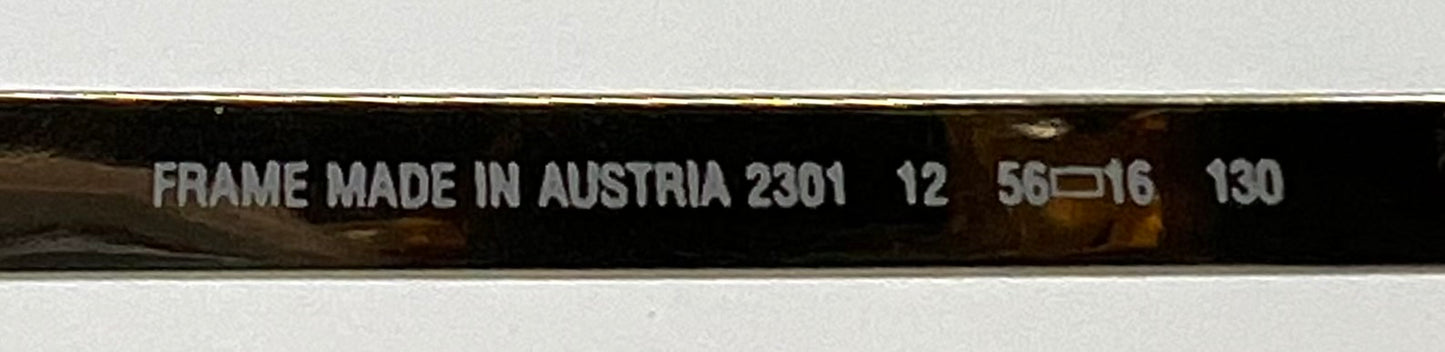 FRAME MADE IN AUSTRIA 2301 12 56▭16 130